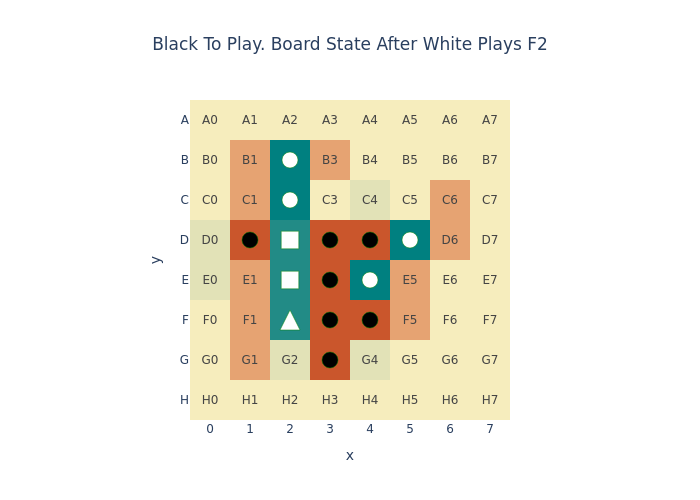 Black To Play. Board State After White Plays F2
A A0 A1 A2 A3 A4 A5 A6 A7
B B0 B1 B3 B4 B5 B6 B7
C C0 C1 C3 C4 C5 C6 C7
D D0 D6 D7
y
E E0 E1 E5 E6 E7
F F0 F1 F5 F6 F7
G G0 G1 G2 G4 G5 G6 G7
H H0 H1 H2 H3 H4 H5 H6 H7
0 1 2 3 4 5 6 7
x